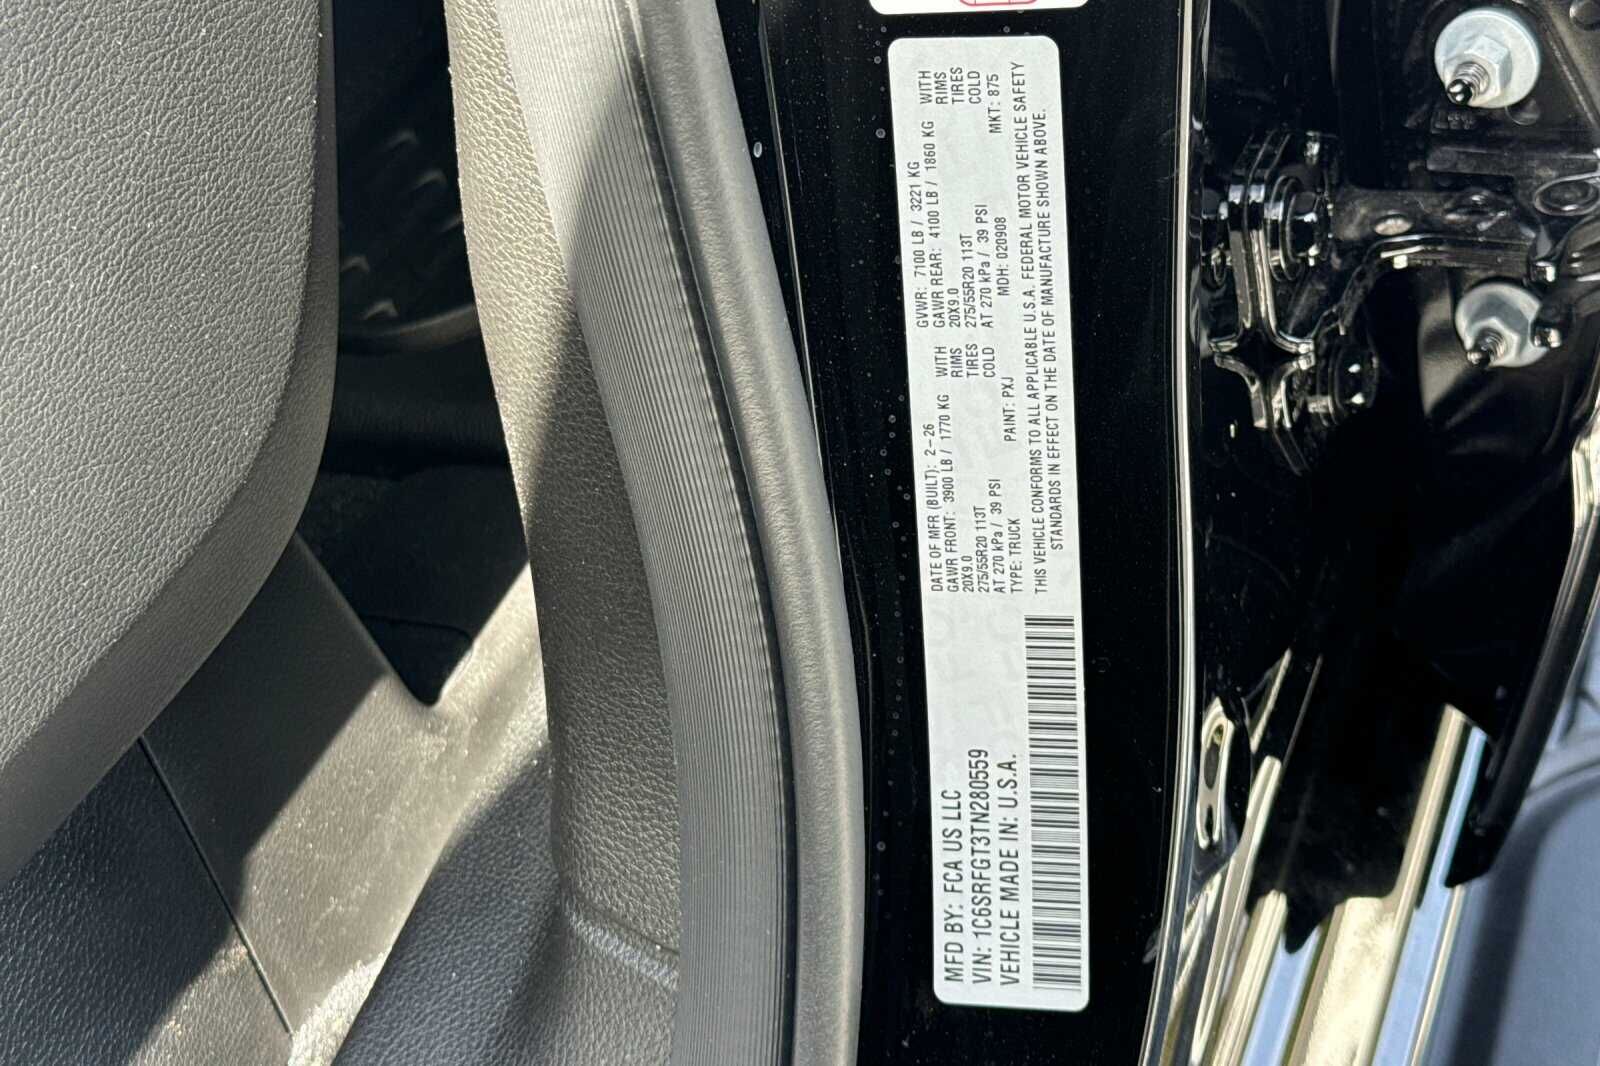 MFD BY: FCA US LLC
VIN: 1C6SRFGT3TN280559
VEHICLE MADE IN: U.S.A.
DATE OF MFR (BUILT): 2-26 GVWR: 7100 LB / 3221 KG
GAWR FRONT: 3900 LB / 1770 KG WITH GAWR REAR: 4100 LB / 1860 KG WITH
20X9.0 RIMS 20X9.0 RIMS
275/55R20 113T TIRES 275/55R20 113T TIRES
AT 270 kPa / 39 PSI COLD AT 270 kPa / 39 PSI COLD
TYPE: TRUCK PAINT: PXJ MDH: 020908 MKT: 875
THIS VEHICLE CONFORMS TO ALL APPLICABLE U.S.A. FEDERAL MOTOR VEHICLE SAFETY
STANDARDS IN EFFECT ON THE DATE OF MANUFACTURE SHOWN ABOVE.